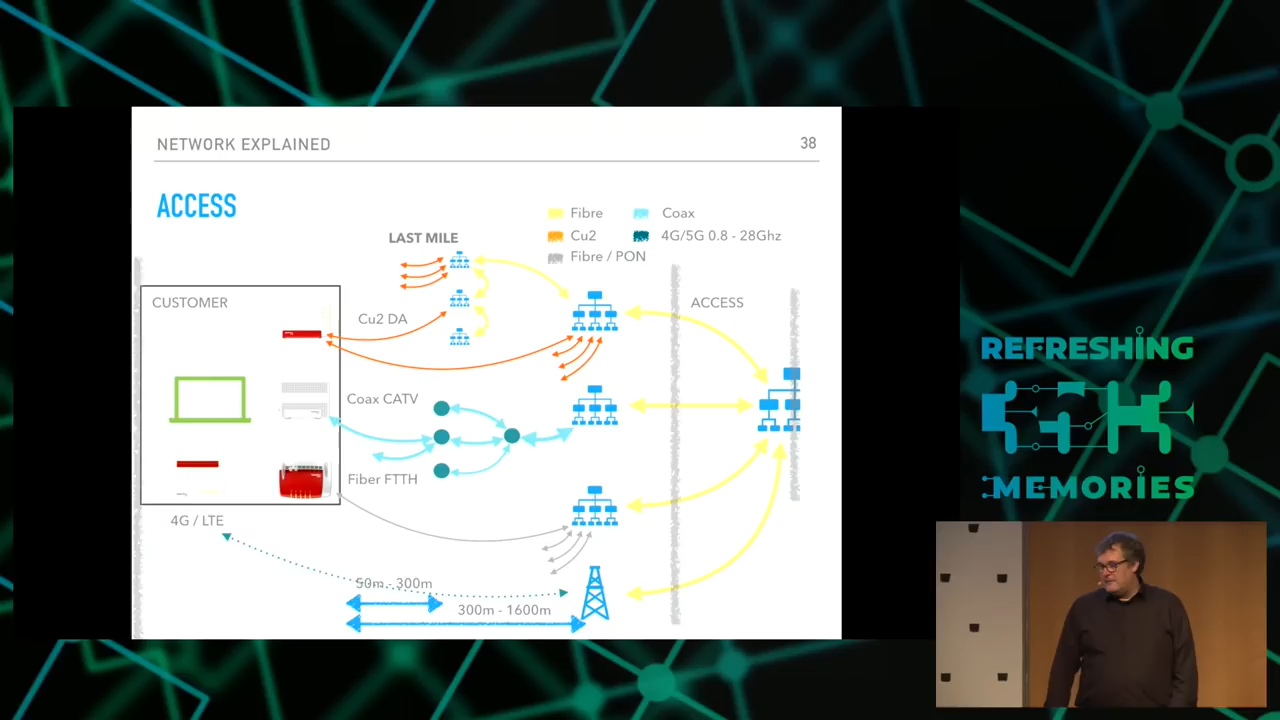 NETWORK EXPLAINED
38
ACCESS
Fibre
Coax
Cu2
4G/5G 0.8 - 28Ghz
Fibre / PON
LAST MILE
CUSTOMER
ACCESS
Cu2 DA
Coax CATV
Fiber FTTH
4G / LTE
50m - 300m
300m - 1600m
REFRESHING
36C3
MEMORIES